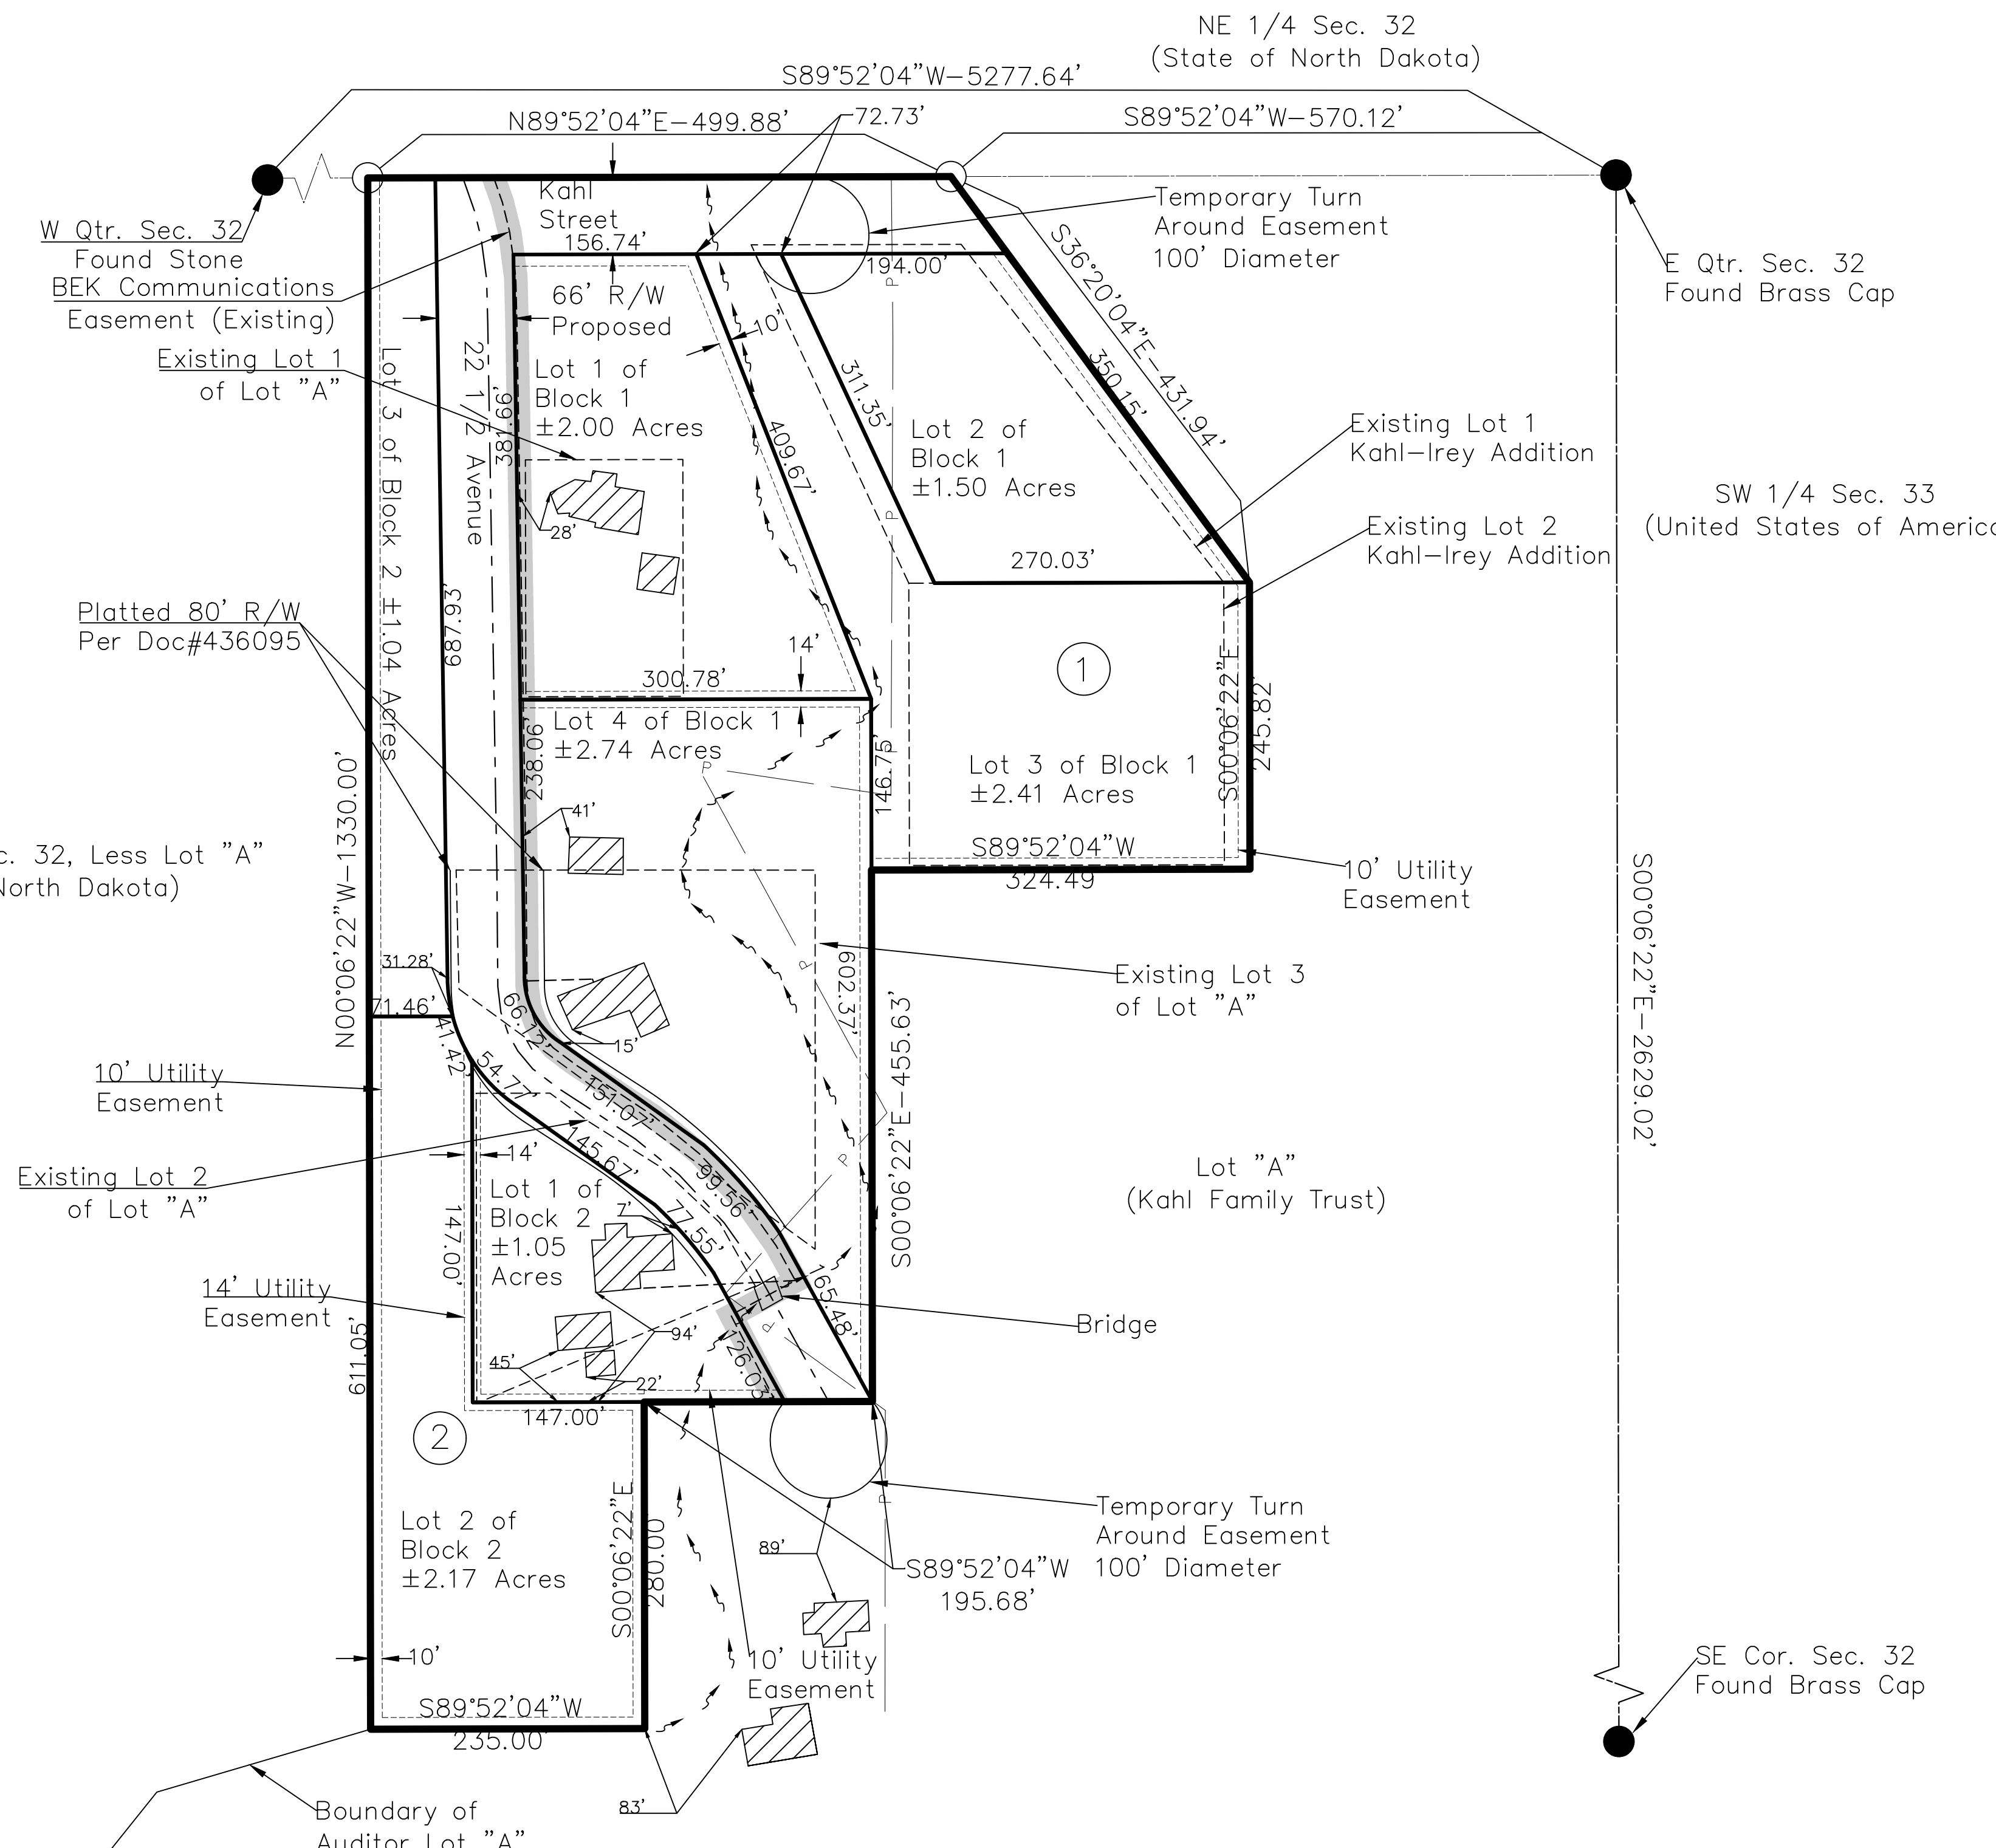 NE 1/4 Sec. 32
(State of North Dakota)
S89°52'04"W-5277.64'
N89°52'04"E-499.88'
72.73'
S89°52'04"W-570.12'
Kahl
Street
156.74'
194.00'
Temporary Turn
Around Easement
100' Diameter
W Qtr. Sec. 32
Found Stone
BEK Communications
Easement (Existing)
E Qtr. Sec. 32
Found Brass Cap
S36°20'04"E-431.94'
66' R/W
Proposed
10'
Existing Lot 1
of Lot "A"
Lot 1 of
Block 1
±2.00 Acres
Lot 3 of Block 2 ±1.04 Acres
22 1/2 Avenue
381.66'
311.35'
350.15'
409.67'
Lot 2 of
Block 1
±1.50 Acres
Existing Lot 1
Kahl-Irey Addition
Existing Lot 2
Kahl-Irey Addition
SW 1/4 Sec. 33
(United States of Americ
28'
P
P
270.03'
687.93'
Platted 80' R/W
Per Doc#436095
14'
300.78'
1
Lot 4 of Block 1
±2.74 Acres
238.06'
P
P
146.75'
Lot 3 of Block 1
±2.41 Acres
S00°06'22"E
245.82'
41'
S89°52'04"W
324.49
10' Utility
Easement
c. 32, Less Lot "A"
North Dakota)
N00°06'22"W-1330.00'
S00°06'22"E-2629.02'
31.28'
71.46'
41.42'
66.12'
15'
P
602.37'
Existing Lot 3
of Lot "A"
S00°06'22"E-455.63'
10' Utility
Easement
54.77'
151.07'
145.67'
14'
P
Existing Lot 2
of Lot "A"
Lot 1 of
Block 2
±1.05
Acres
7'
77.55'
99.56'
147.00'
Lot "A"
(Kahl Family Trust)
14' Utility
Easement
65.48'
P
Bridge
94'
45'
22'
126.03'
611.05'
147.00'
2
Lot 2 of
Block 2
±2.17 Acres
S00°06'22"E
280.00
P
Temporary Turn
Around Easement
100' Diameter
89'
S89°52'04"W
195.68'
10'
10' Utility
Easement
SE Cor. Sec. 32
Found Brass Cap
S89°52'04"W
235.00'
83'
Boundary of
Auditor Lot "A"